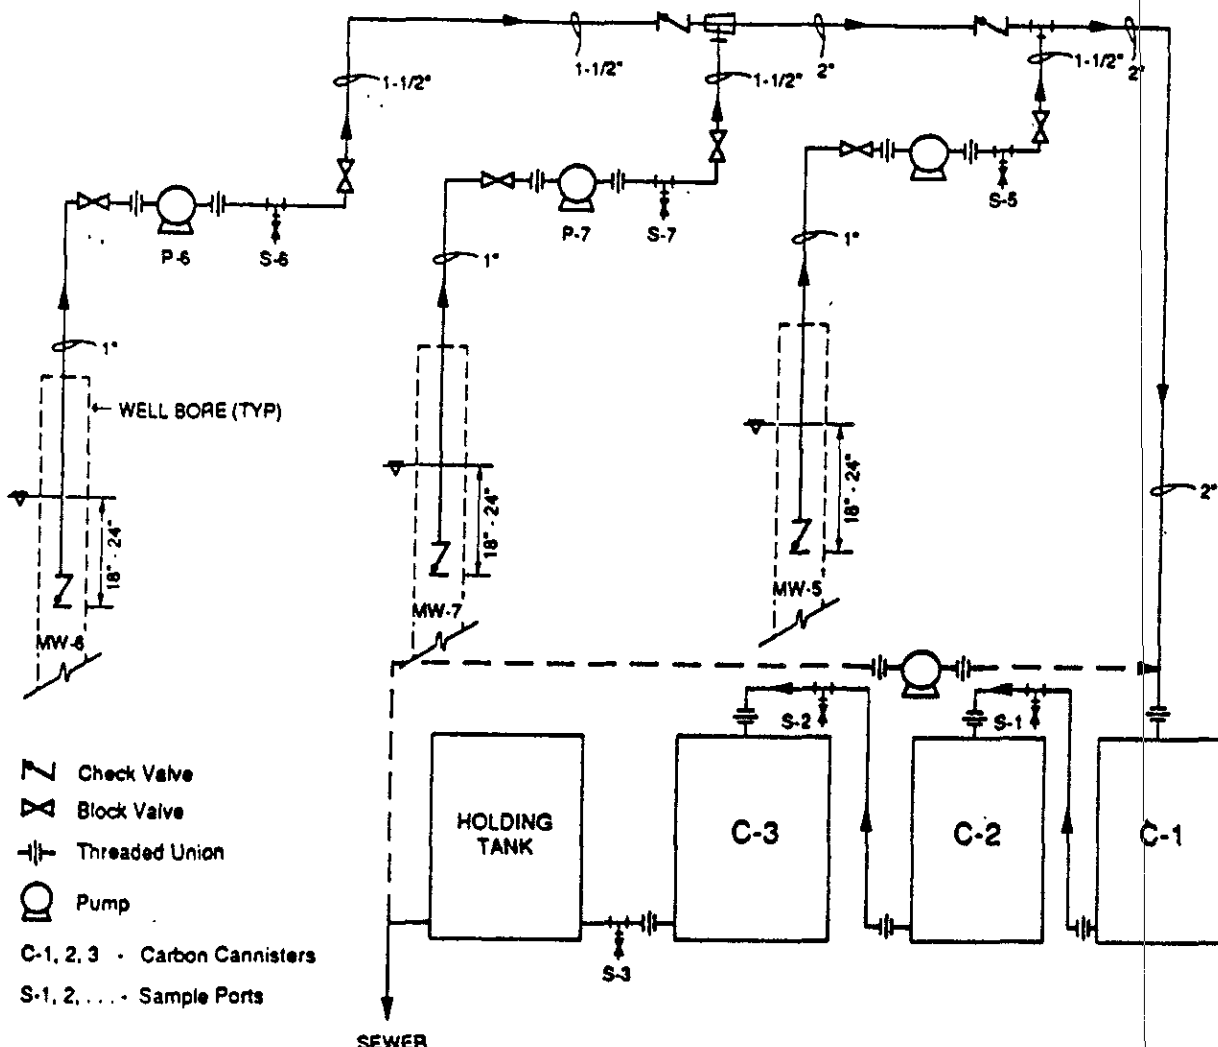 1-1/2"
2"
1-1/2"
1-1/2"
1-1/2"
2"
P-6
S-6
P-7
S-7
S-5
1"
1"
1"
WELL BORE (TYP)
18" - 24"
18" - 24"
18" - 24"
2"
MW-6
MW-7
MW-5
S-2
S-1
HOLDING
TANK
C-3
C-2
C-1
S-3
Check Valve
Block Valve
Threaded Union
Pump
C-1, 2, 3 - Carbon Cannisters
S-1, 2, . . . - Sample Ports
SEWER